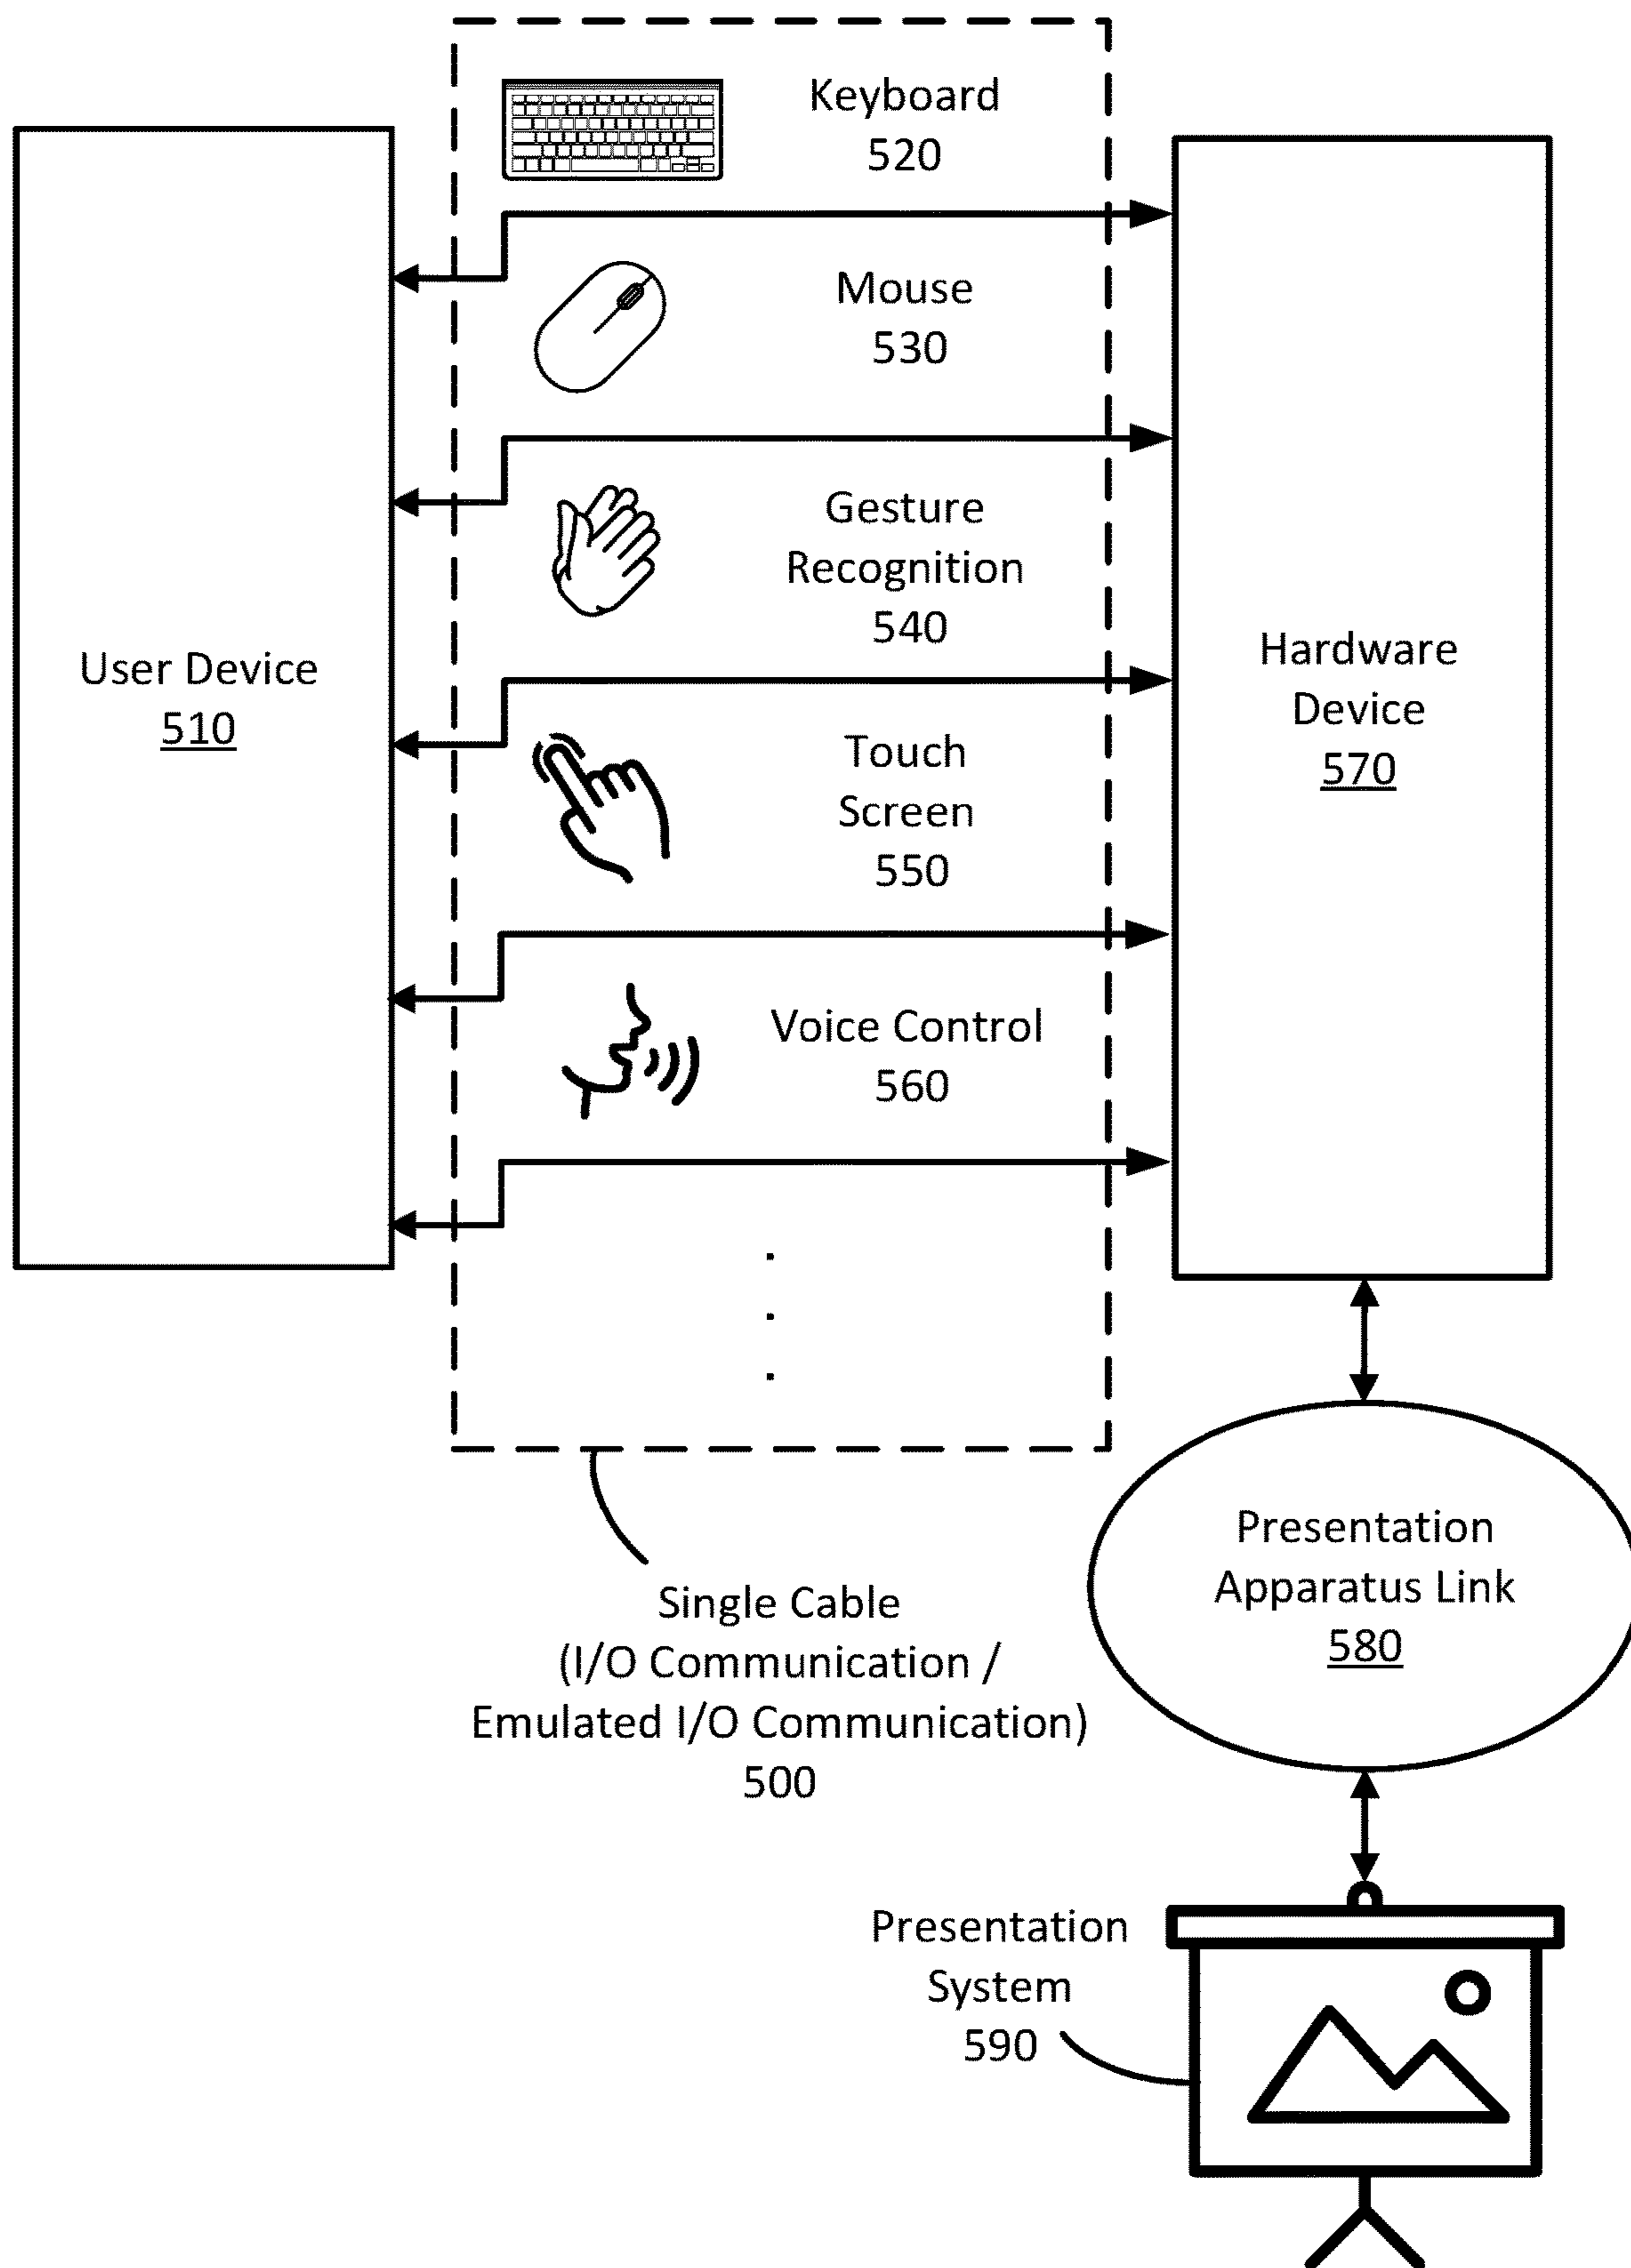 Keyboard
520
Mouse
530
Gesture
Recognition
540
User Device
510
Hardware
Device
570
Touch
Screen
550
Voice Control
560
.
.
.
Single Cable
(I/O Communication /
Emulated I/O Communication)
500
Presentation
Apparatus Link
580
Presentation
System
590